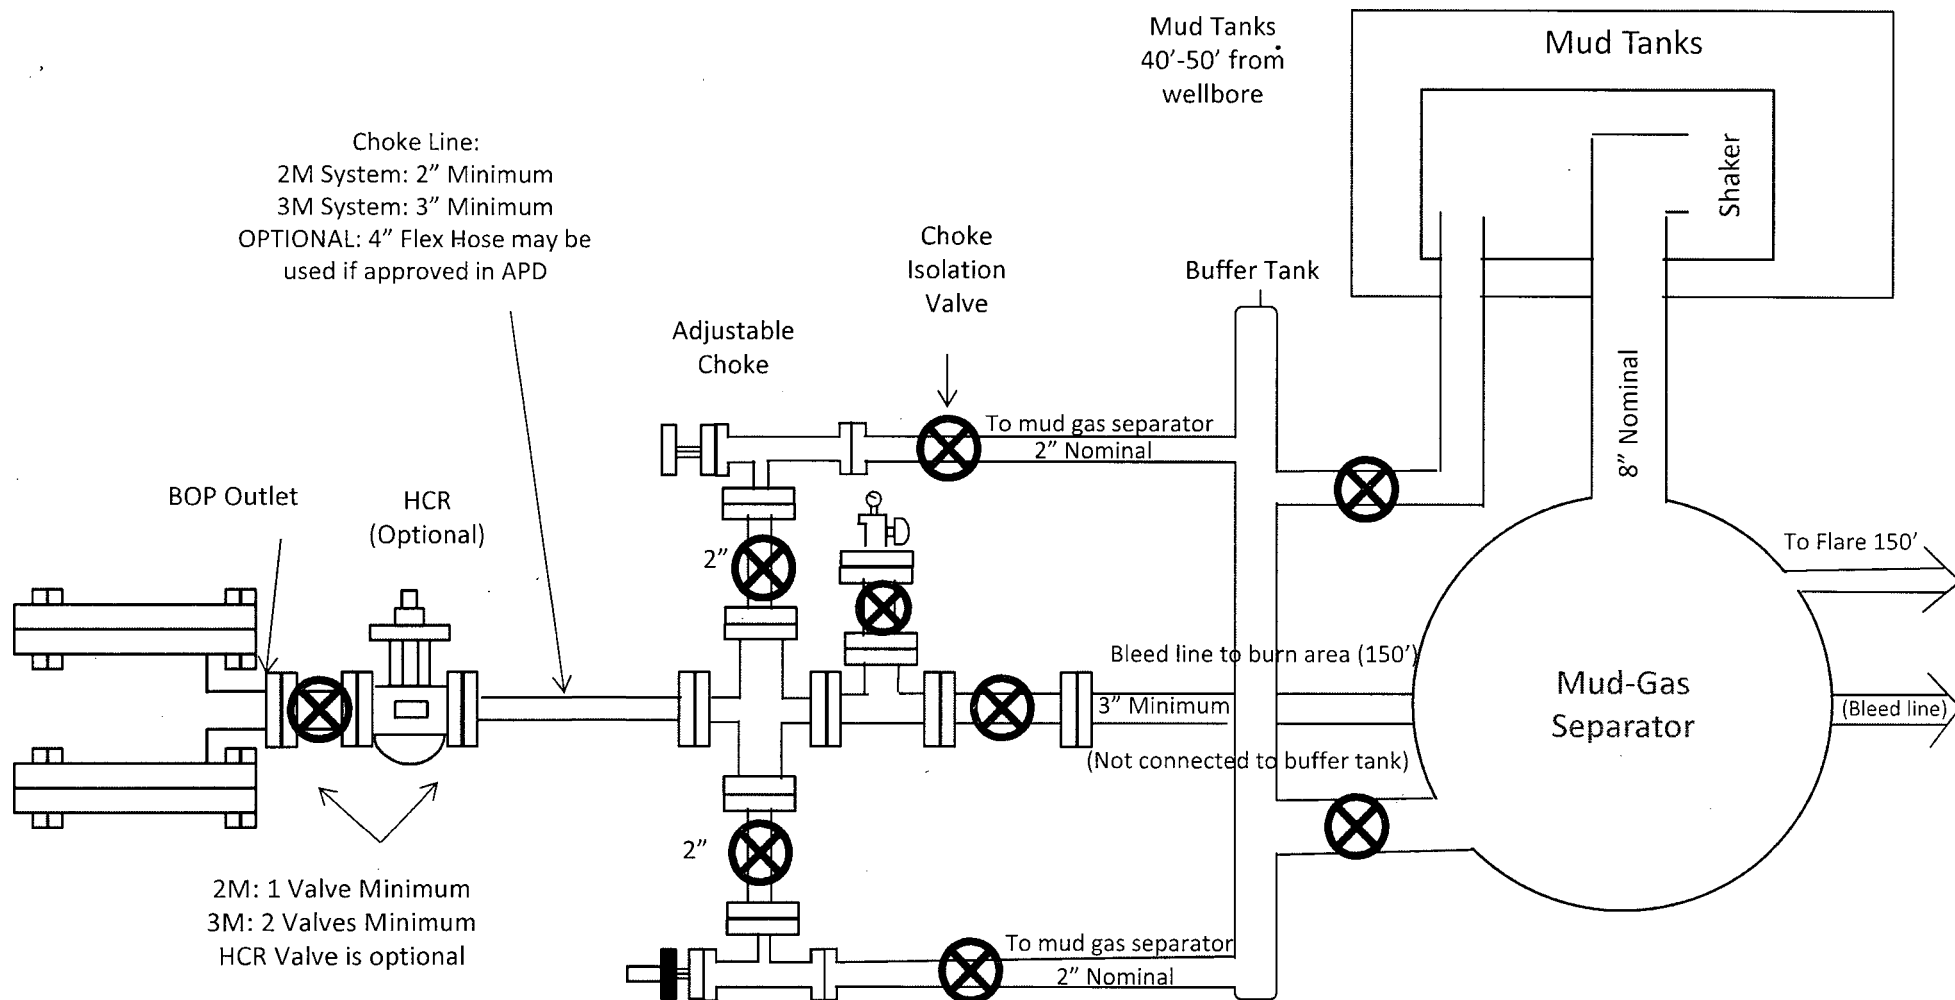 Mud Tanks
40’-50’ from
wellbore
Mud Tanks
Shaker
Choke Line:
2M System: 2” Minimum
3M System: 3” Minimum
OPTIONAL: 4” Flex Hose may be
used if approved in APD
Choke
Isolation
Valve
Buffer Tank
Adjustable
Choke
8” Nominal
To mud gas separator
2” Nominal
BOP Outlet
HCR
(Optional)
2”
To Flare 150’
Bleed line to burn area (150’)
3” Minimum
(Not connected to buffer tank)
Mud-Gas
Separator
(Bleed line)
2”
2M: 1 Valve Minimum
3M: 2 Valves Minimum
HCR Valve is optional
To mud gas separator
2” Nominal